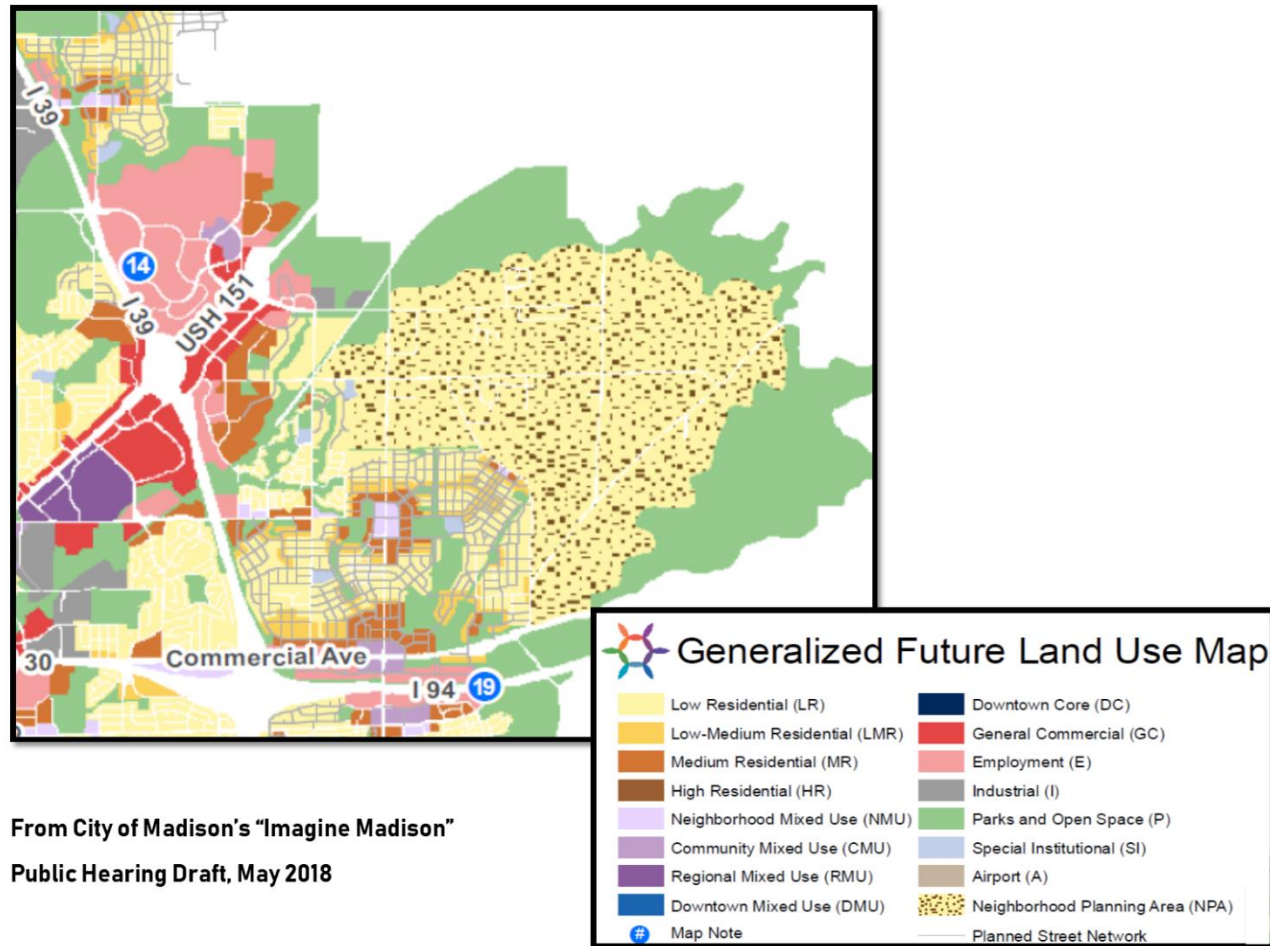 I 39
14
I 39
USH 151
30
Commercial Ave
I 94
19
Generalized Future Land Use Map
Low Residential (LR)
Low-Medium Residential (LMR)
Medium Residential (MR)
High Residential (HR)
Neighborhood Mixed Use (NMU)
Community Mixed Use (CMU)
Regional Mixed Use (RMU)
Downtown Mixed Use (DMU)
# Map Note
Downtown Core (DC)
General Commercial (GC)
Employment (E)
Industrial (I)
Parks and Open Space (P)
Special Institutional (SI)
Airport (A)
Neighborhood Planning Area (NPA)
Planned Street Network
From City of Madison's “Imagine Madison”
Public Hearing Draft, May 2018